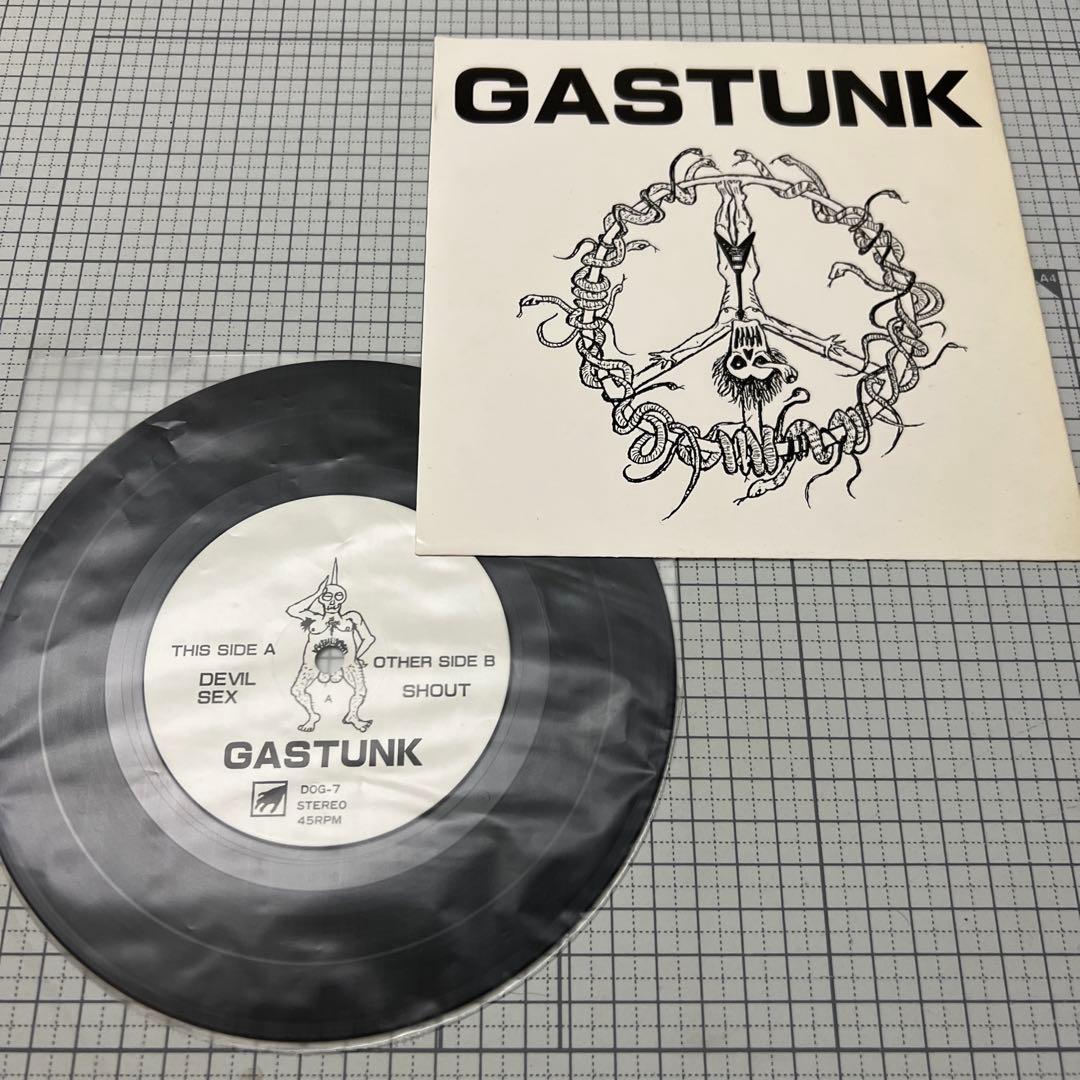 GASTUNK
A4
THIS SIDE A
DEVIL
SEX
OTHER SIDE B
SHOUT
A
GASTUNK
DOG-7
STEREO
45RPM